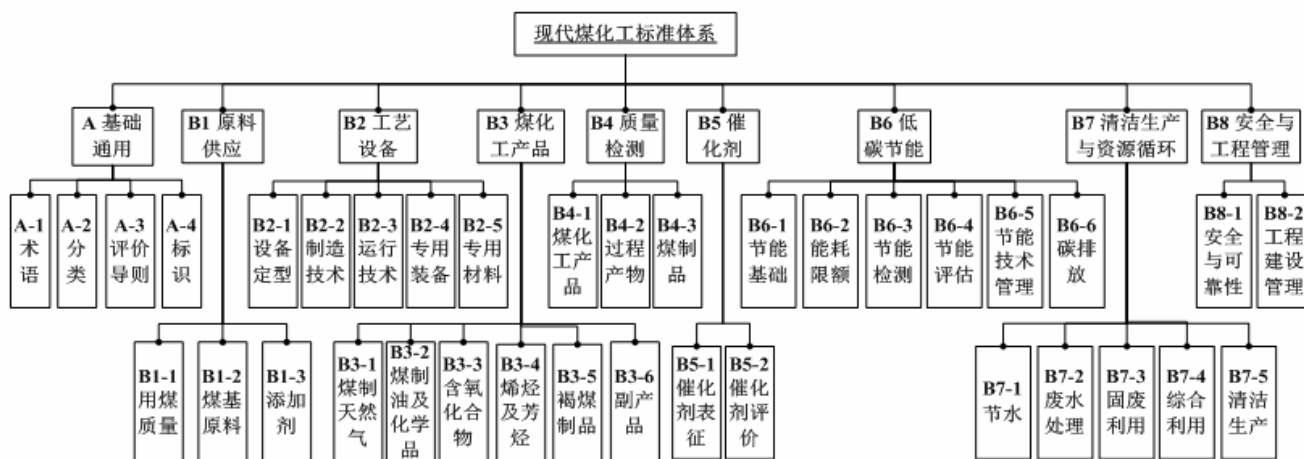 现代煤化工标准体系
A 基础
通用
B1 原料
供应
B2 工艺
设备
B3 煤化
工产品
B4 质量
检测
B5 催
化剂
B6 低
碳节能
B7 清洁生产
与资源循环
B8 安全与
工程管理
A-1
术
语
A-2
分
类
A-3
评价
导则
A-4
标
识
B2-1
设备
定型
B2-2
制造
技术
B2-3
运行
技术
B2-4
专用
装备
B2-5
专用
材料
B4-1
煤化
工产
品
B4-2
过程
产物
B4-3
煤制
品
B6-1
节能
基础
B6-2
能耗
限额
B6-3
节能
检测
B6-4
节能
评估
B6-5
节能
技术
管理
B6-6
碳排
放
B8-1
安全
与可
靠性
B8-2
工程
建设
管理
B1-1
用煤
质量
B1-2
煤基
原料
B1-3
添加
剂
B3-1
煤制
天然
气
B3-2
煤制
油及
化学
品
B3-3
含氧
化合
物
B3-4
烯烃
及芳
烃
B3-5
褐煤
制品
B3-6
副产
品
B5-1
催化
剂表
征
B5-2
催化
剂评
价
B7-1
节水
B7-2
废水
处理
B7-3
固废
利用
B7-4
综合
利用
B7-5
清洁
生产